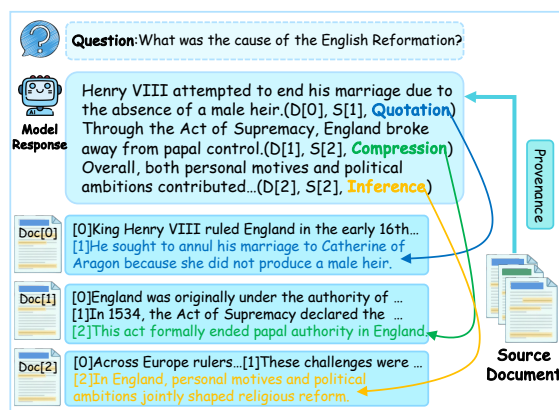 Question:What was the cause of the English Reformation?
Henry VIII attempted to end his marriage due to
the absence of a male heir.(D[0], S[1], Quotation)
Through the Act of Supremacy, England broke
away from papal control.(D[1], S[2], Compression)
Overall, both personal motives and political
ambitions contributed...(D[2], S[2], Inference)
AI
Model
Response
Provenance
Doc[0]
[0]King Henry VIII ruled England in the early 16th...
[1]He sought to annul his marriage to Catherine of
Aragon because she did not produce a male heir.
Doc[1]
[0]England was originally under the authority of ...
[1]In 1534, the Act of Supremacy declared the ...
[2]This act formally ended papal authority in England.
Doc[2]
[0]Across Europe rulers...[1]These challenges were ...
[2]In England, personal motives and political
ambitions jointly shaped religious reform.
Source
Document